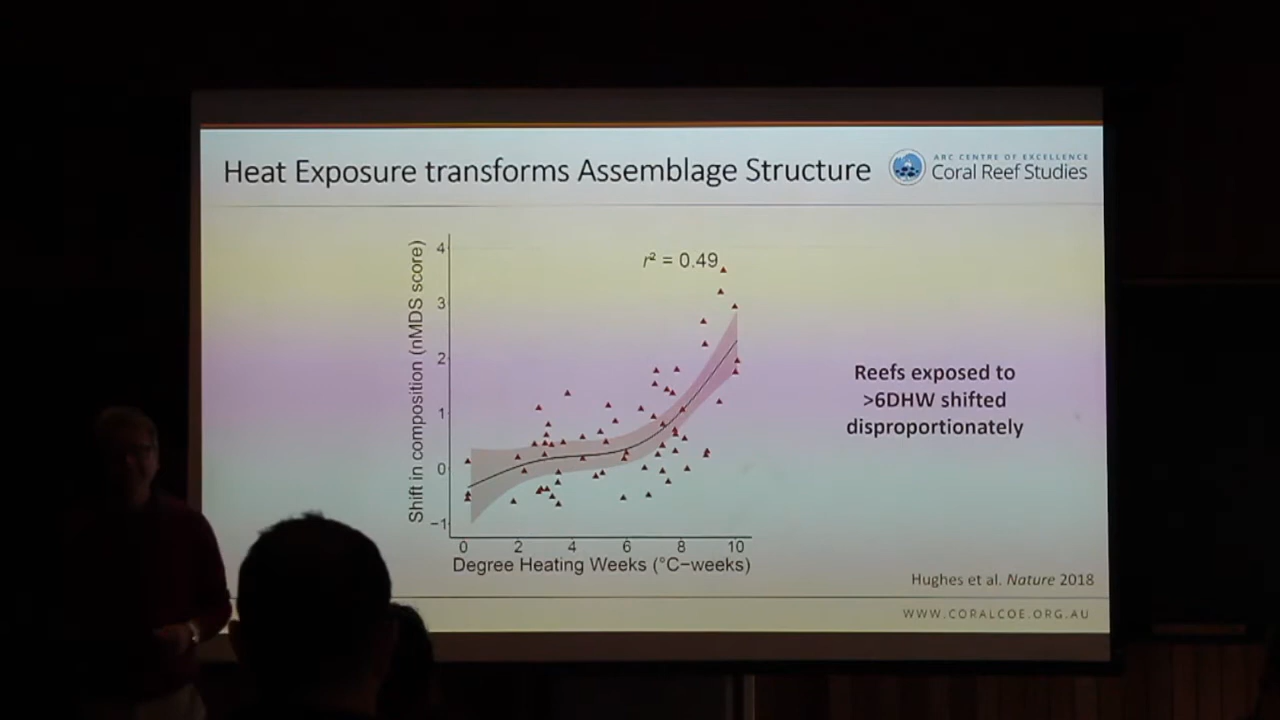 Heat Exposure transforms Assemblage Structure
ARC CENTRE OF EXCELLENCE
Coral Reef Studies
r² = 0.49
Shift in composition (nMDS score)
4
3
2
1
0
−1
0 2 4 6 8 10
Degree Heating Weeks (°C−weeks)
Reefs exposed to
>6DHW shifted
disproportionately
Hughes et al. Nature 2018
WWW.CORALCOE.ORG.AU